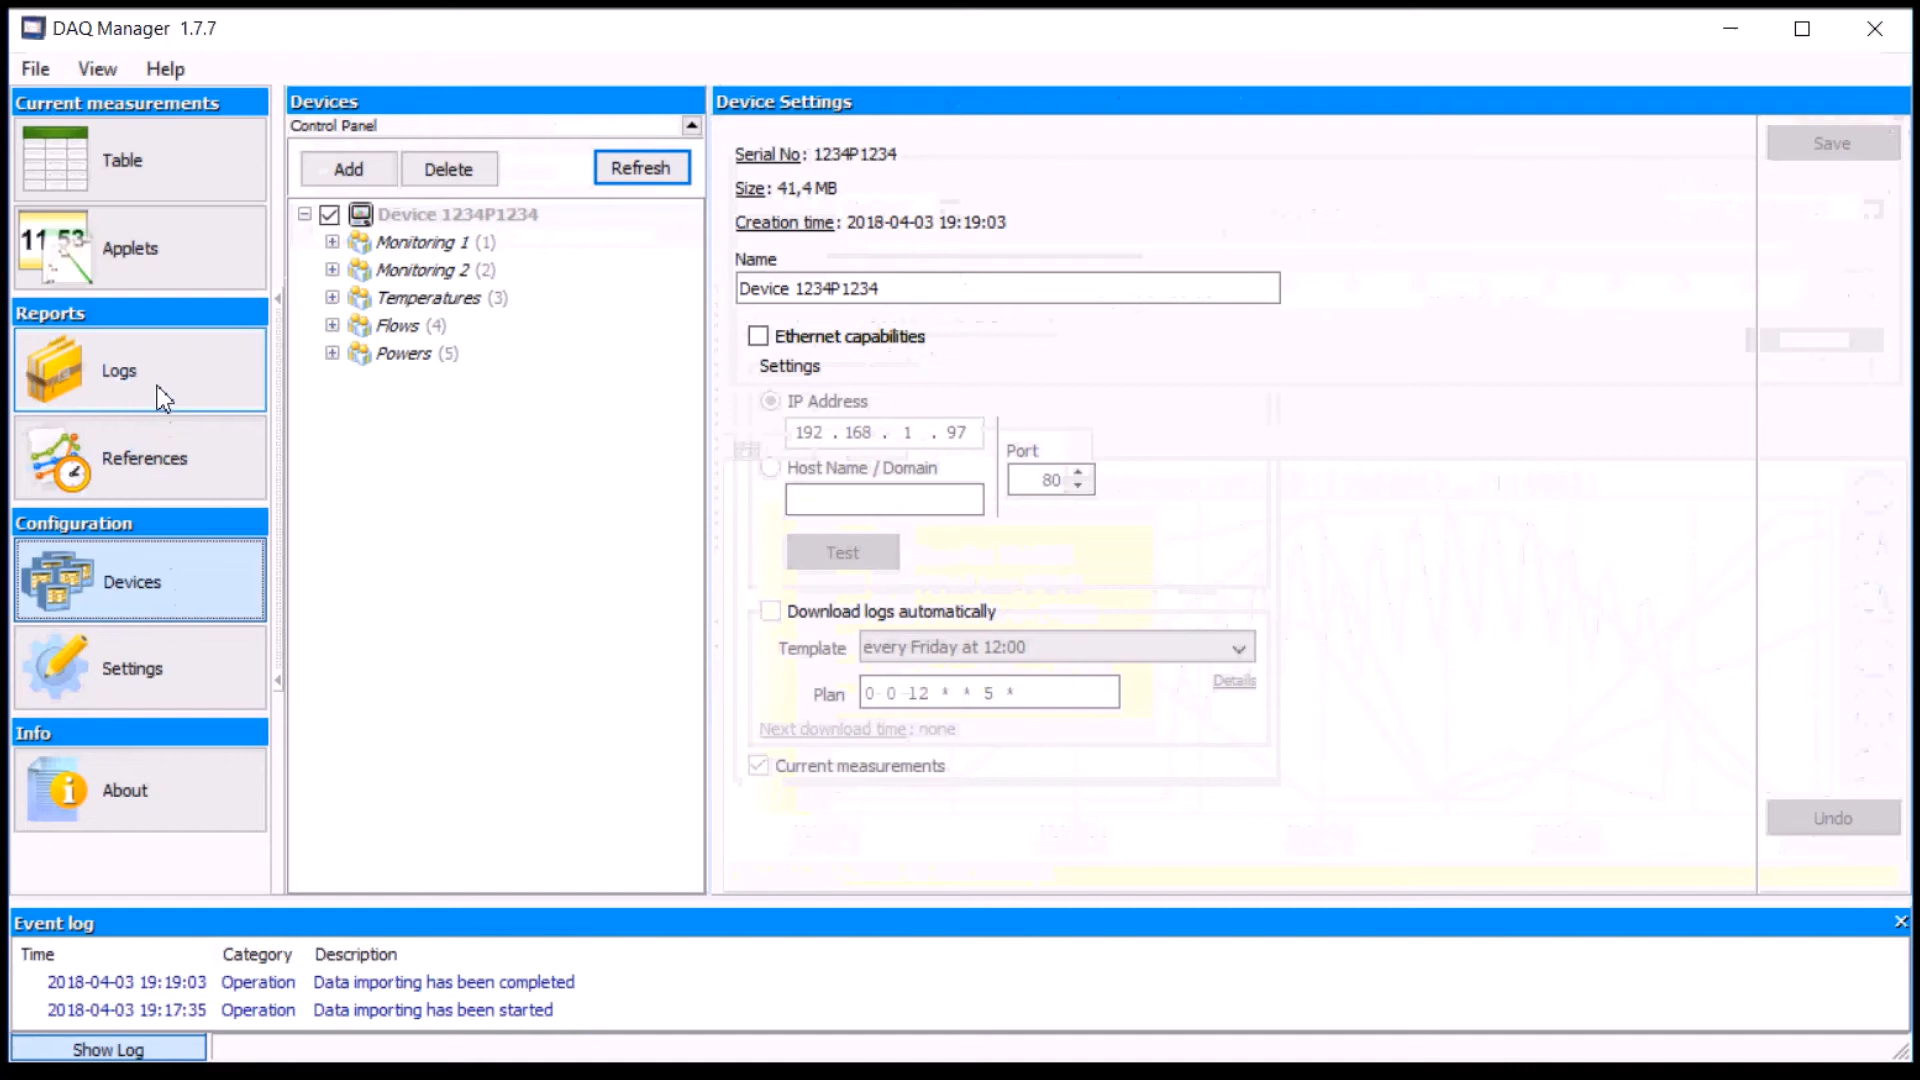 DAQ Manager 1.7.7
File View Help
Current measurements
Table
11 53
Applets
Reports
Logs
References
Configuration
Devices
Settings
Info
About
Devices
Control Panel
Add Delete Refresh
Device 1234P1234
Monitoring 1 (1)
Monitoring 2 (2)
Temperatures (3)
Flows (4)
Powers (5)
Device Settings
Serial No: 1234P1234
Size: 41,4 MB
Creation time: 2018-04-03 19:19:03
Name
Device 1234P1234
Ethernet capabilities
Settings
IP Address
192 . 168 . 1 . 97
Host Name / Domain
Port
80
Test
Download logs automatically
Template every Friday at 12:00
Plan 0 0 12 * * 5 *
Details
Next download time: none
Current measurements
Save
Undo
Event log
Time Category Description
2018-04-03 19:19:03 Operation Data importing has been completed
2018-04-03 19:17:35 Operation Data importing has been started
Show Log